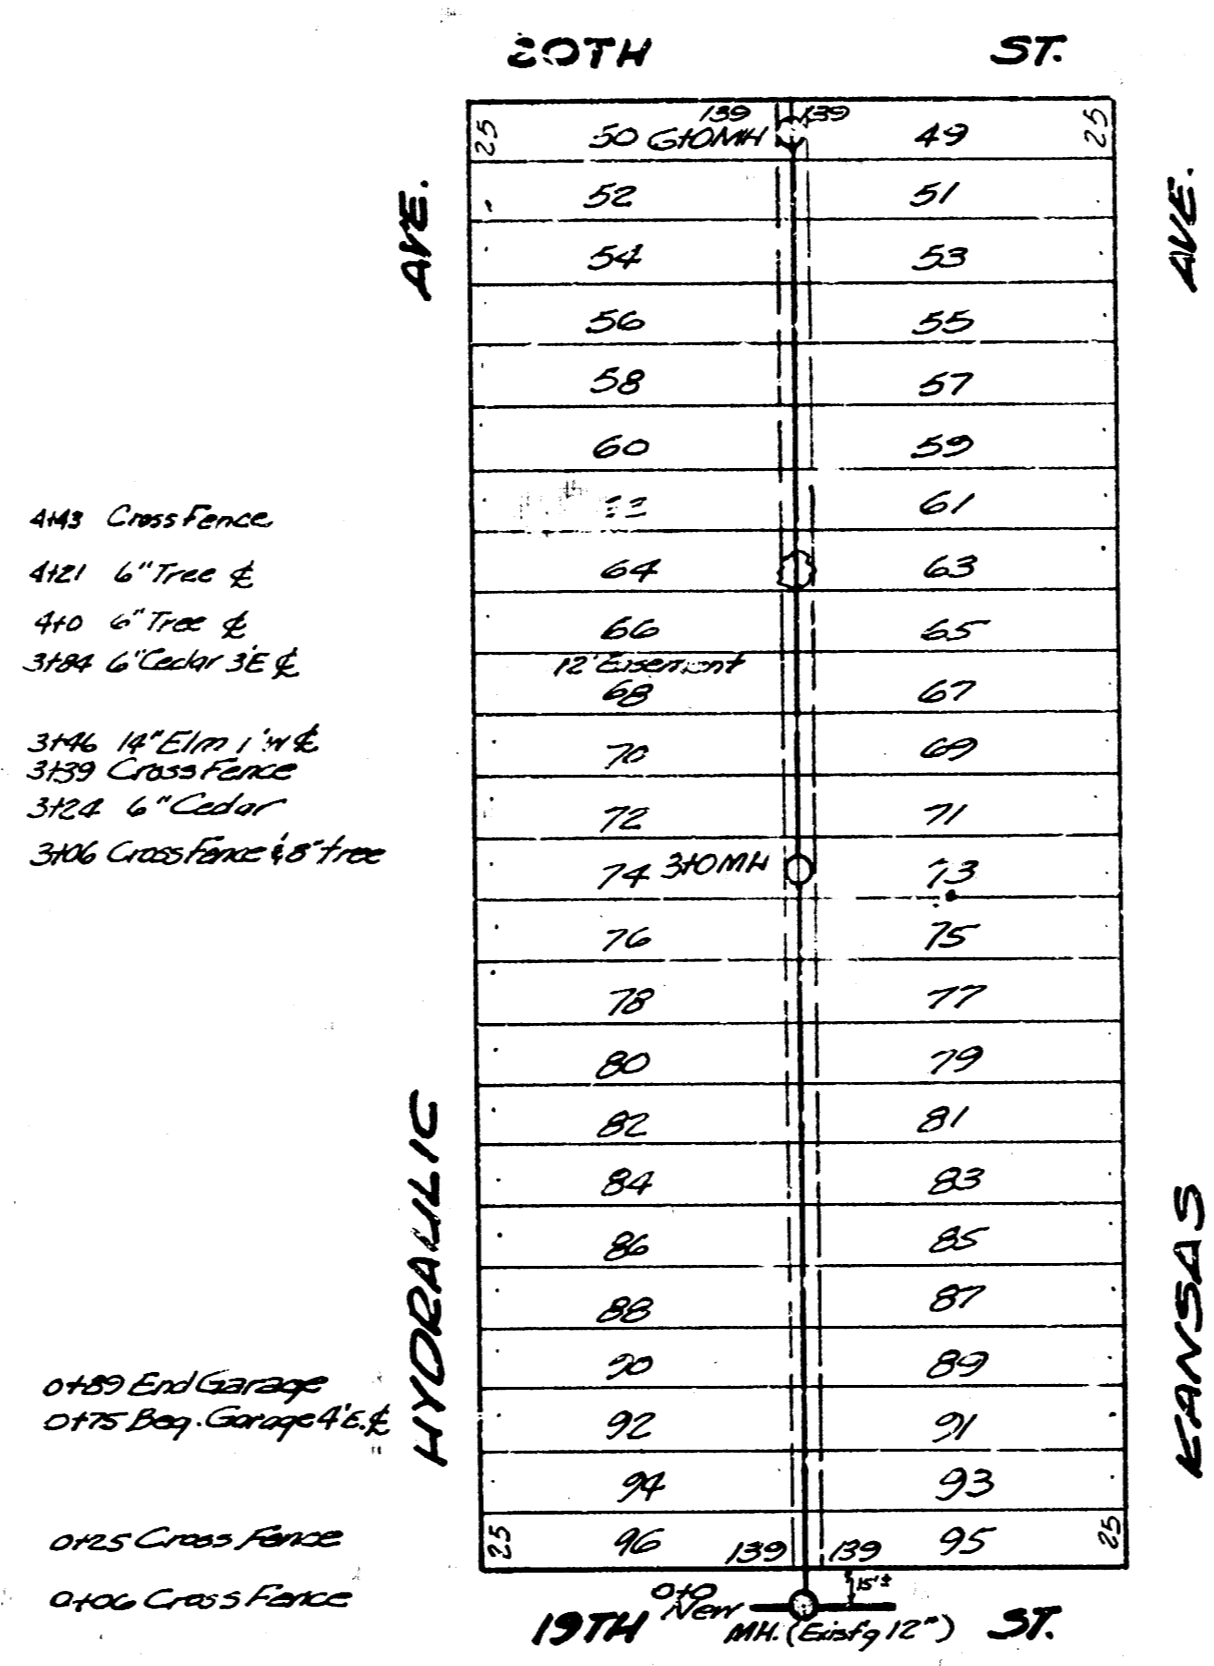 20TH ST.
139 139
25 50 6+0 MH 49 25
52 51
AVE. AVE.
54 53
56 55
58 57
60 59
61
4+43 Cross Fence
4+21 6" Tree ℄ 64 63
4+0 6" Tree ℄ 66 65
3+84 6" Cedar 3'E ℄ 12' Easement
68 67
3+46 14" Elm 1'W ℄ 70 69
3+39 Cross Fence
3+24 6" Cedar 72 71
3+06 Cross Fence & 8" tree
74 3+0 MH 73
76 75
78 77
80 79
82 81
HYDRAULIC KANSAS
84 83
86 85
88 87
0+89 End Garage 90 89
0+75 Beg. Garage 4'E. ℄ 92 91
94 93
0+25 Cross Fence 25 96 139 139 95 25
0+06 Cross Fence 0+0 15'±
19TH New MH. (Exist'g 12") ST.